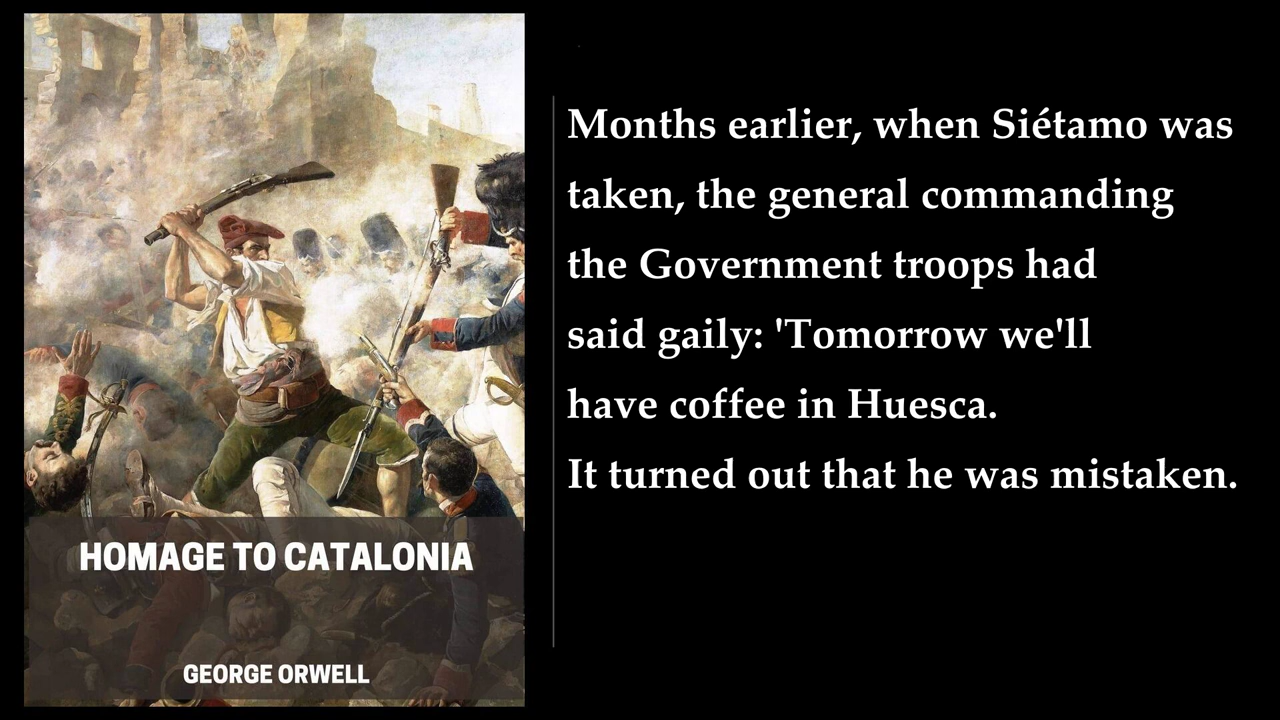 HOMAGE TO CATALONIA
GEORGE ORWELL
Months earlier, when Siétamo was
taken, the general commanding
the Government troops had
said gaily: 'Tomorrow we'll
have coffee in Huesca.
It turned out that he was mistaken.